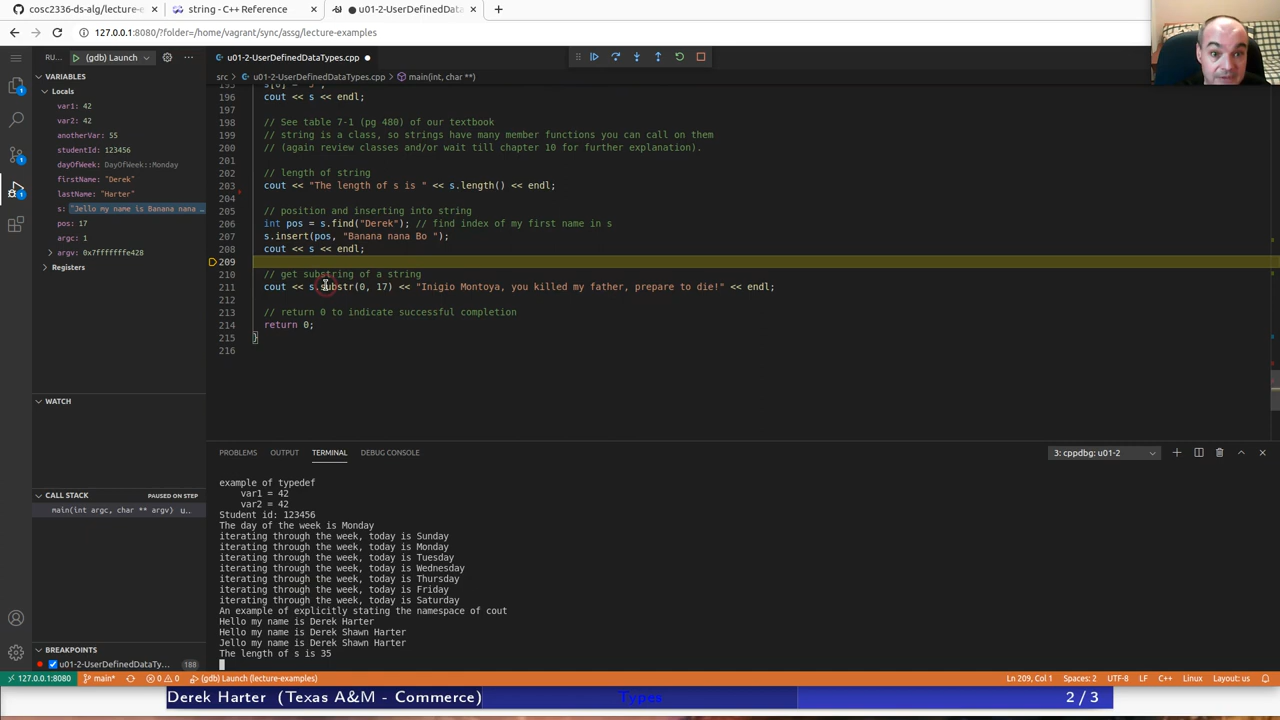 cosc2336-ds-alg/lecture-e
string - C++ Reference
● u01-2-UserDefinedDataTypes
127.0.0.1:8080/?folder=/home/vagrant/sync/assg/lecture-examples
RU...
(gdb) Launch
u01-2-UserDefinedDataTypes.cpp
src > u01-2-UserDefinedDataTypes.cpp > main(int, char **)
VARIABLES
Locals
var1: 42
var2: 42
anotherVar: 55
studentId: 123456
dayOfWeek: DayOfWeek::Monday
firstName: "Derek"
lastName: "Harter"
s: "Jello my name is Banana nana ...
pos: 17
argc: 1
argv: 0x7fffffffe428
Registers
WATCH
CALL STACK
PAUSED ON STEP
main(int argc, char ** argv) u..
BREAKPOINTS
u01-2-UserDefinedDataTy... 188
196 cout << s << endl;
197
198 // See table 7-1 (pg 480) of our textbook
199 // string is a class, so strings have many member functions you can call on them
200 // (again review classes and/or wait till chapter 10 for further explanation).
201
202 // length of string
203 cout << "The length of s is " << s.length() << endl;
204
205 // position and inserting into string
206 int pos = s.find("Derek"); // find index of my first name in s
207 s.insert(pos, "Banana nana Bo ");
208 cout << s << endl;
209
210 // get substring of a string
211 cout << s.substr(0, 17) << "Inigio Montoya, you killed my father, prepare to die!" << endl;
212
213 // return 0 to indicate successful completion
214 return 0;
215 }
216
PROBLEMS OUTPUT TERMINAL DEBUG CONSOLE
3: cppdbg: u01-2
example of typedef
var1 = 42
var2 = 42
Student id: 123456
The day of the week is Monday
iterating through the week, today is Sunday
iterating through the week, today is Monday
iterating through the week, today is Tuesday
iterating through the week, today is Wednesday
iterating through the week, today is Thursday
iterating through the week, today is Friday
iterating through the week, today is Saturday
An example of explicitly stating the namespace of cout
Hello my name is Derek Harter
Hello my name is Derek Shawn Harter
Jello my name is Derek Shawn Harter
The length of s is 35
127.0.0.1:8080 main* 0 0 (gdb) Launch (lecture-examples) Ln 209, Col 1 Spaces: 2 UTF-8 LF C++ Linux Layout: us
Derek Harter (Texas A&M - Commerce) Types 2 / 3